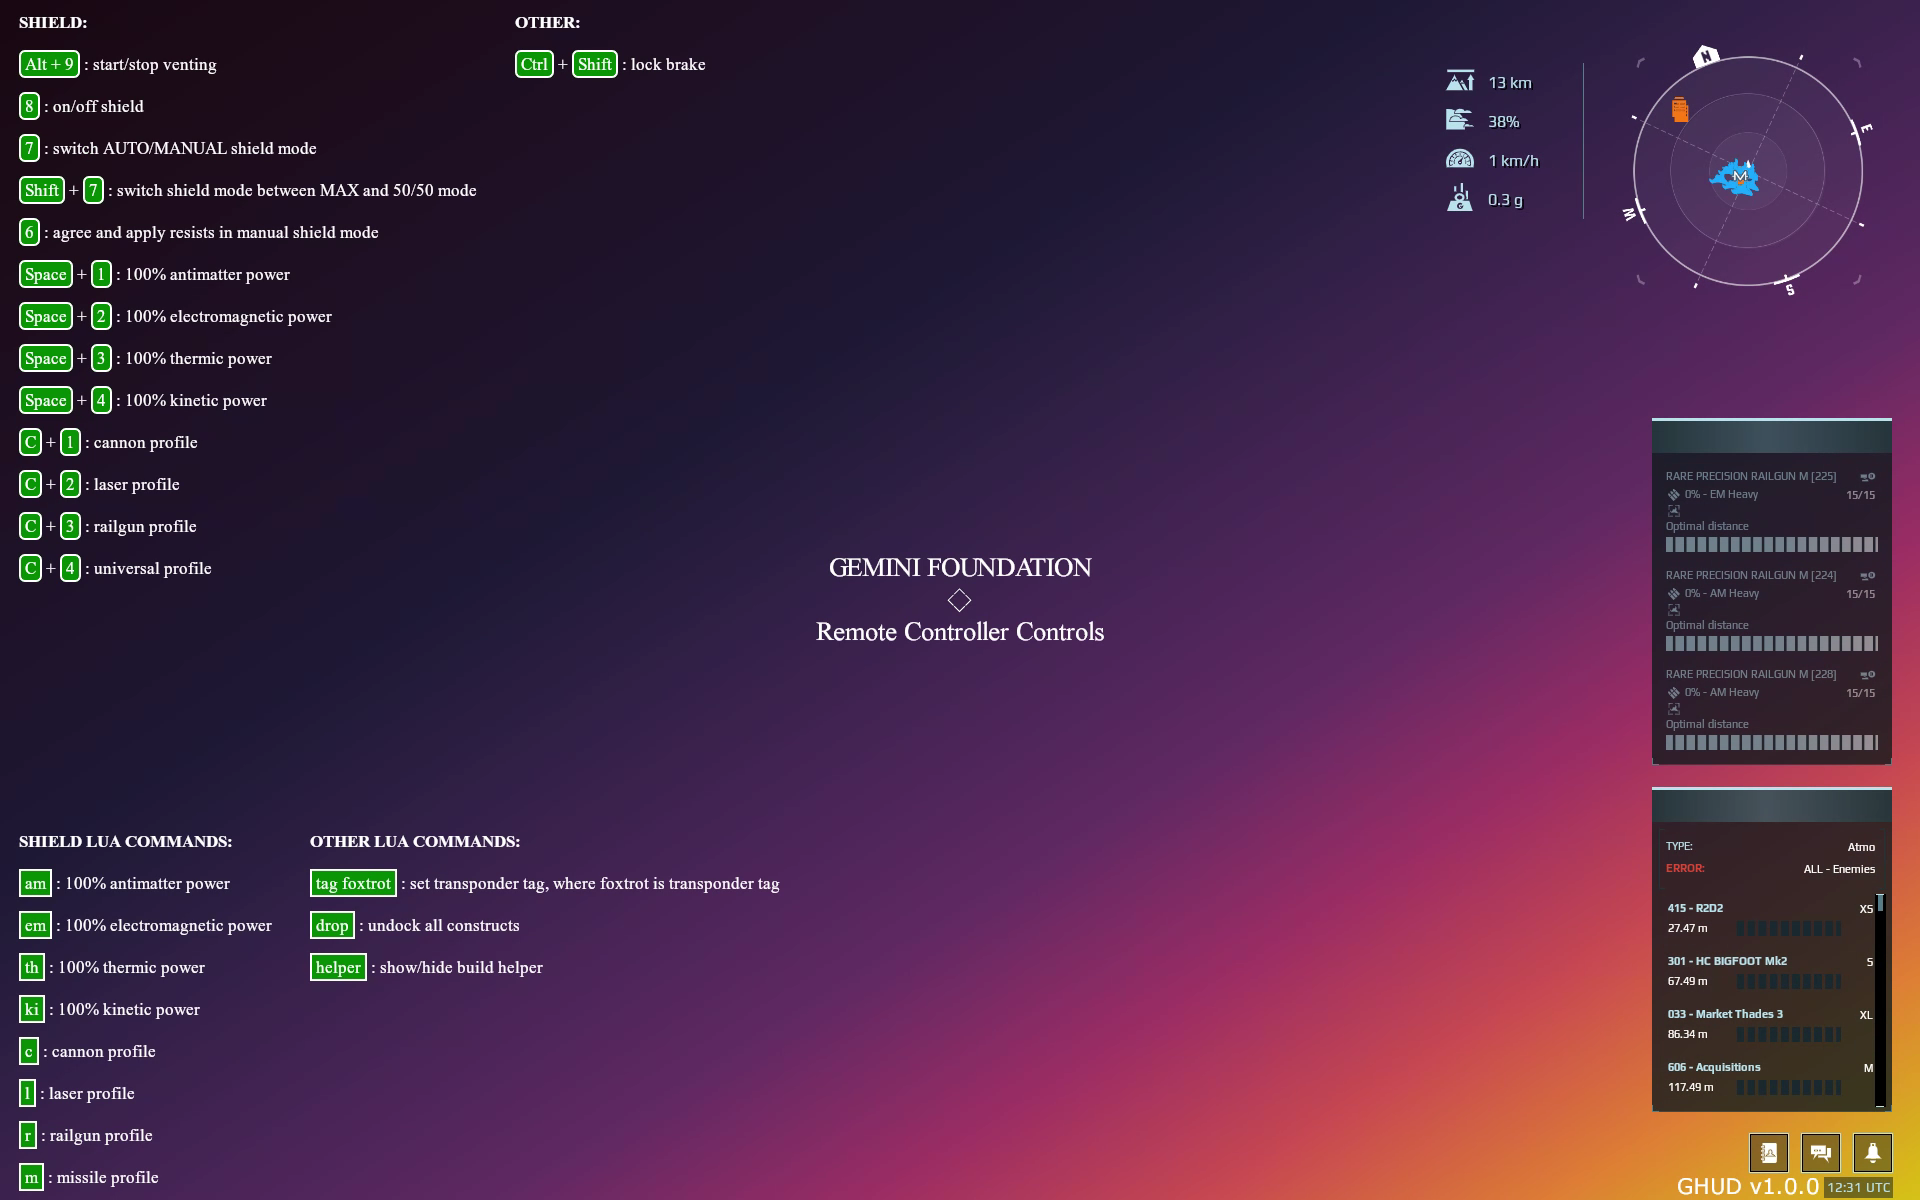 SHIELD:
Alt + 9 : start/stop venting
8 : on/off shield
7 : switch AUTO/MANUAL shield mode
Shift + 7 : switch shield mode between MAX and 50/50 mode
6 : agree and apply resists in manual shield mode
Space + 1 : 100% antimatter power
Space + 2 : 100% electromagnetic power
Space + 3 : 100% thermic power
Space + 4 : 100% kinetic power
C + 1 : cannon profile
C + 2 : laser profile
C + 3 : railgun profile
C + 4 : universal profile
OTHER:
Ctrl + Shift : lock brake
13 km
38%
1 km/h
G
0.3 g
N
E
S
W
M
GEMINI FOUNDATION
Remote Controller Controls
RARE PRECISION RAILGUN M [225]
0% - EM Heavy 15/15
Optimal distance
RARE PRECISION RAILGUN M [224]
0% - AM Heavy 15/15
Optimal distance
RARE PRECISION RAILGUN M [228]
0% - AM Heavy 15/15
Optimal distance
TYPE: Atmo
ERROR: ALL - Enemies
415 - R2D2 XS
27.47 m
301 - HC BIGFOOT Mk2 S
67.49 m
033 - Market Thades 3 XL
86.34 m
606 - Acquisitions M
117.49 m
SHIELD LUA COMMANDS:
am : 100% antimatter power
em : 100% electromagnetic power
th : 100% thermic power
ki : 100% kinetic power
c : cannon profile
l : laser profile
r : railgun profile
m : missile profile
OTHER LUA COMMANDS:
tag foxtrot : set transponder tag, where foxtrot is transponder tag
drop : undock all constructs
helper : show/hide build helper
GHUD v1.0.0 12:31 UTC